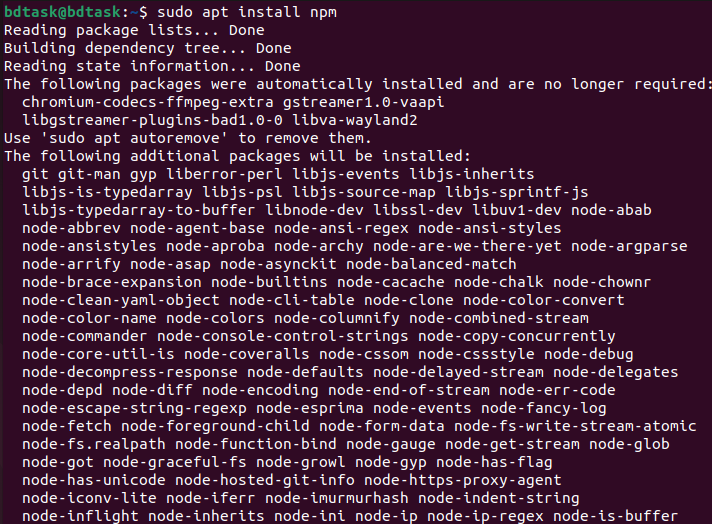 bdtask@bdtask:~$ sudo apt install npm
Reading package lists... Done
Building dependency tree... Done
Reading state information... Done
The following packages were automatically installed and are no longer required:
  chromium-codecs-ffmpeg-extra gstreamer1.0-vaapi
  libgstreamer-plugins-bad1.0-0 libva-wayland2
Use 'sudo apt autoremove' to remove them.
The following additional packages will be installed:
  git git-man gyp liberror-perl libjs-events libjs-inherits
  libjs-is-typedarray libjs-psl libjs-source-map libjs-sprintf-js
  libjs-typedarray-to-buffer libnode-dev libssl-dev libuv1-dev node-abab
  node-abbrev node-agent-base node-ansi-regex node-ansi-styles
  node-ansistyles node-aproba node-archy node-are-we-there-yet node-argparse
  node-arrify node-asap node-asynckit node-balanced-match
  node-brace-expansion node-builtins node-cacache node-chalk node-chownr
  node-clean-yaml-object node-cli-table node-clone node-color-convert
  node-color-name node-colors node-columnify node-combined-stream
  node-commander node-console-control-strings node-copy-concurrently
  node-core-util-is node-coveralls node-cssom node-cssstyle node-debug
  node-decompress-response node-defaults node-delayed-stream node-delegates
  node-depd node-diff node-encoding node-end-of-stream node-err-code
  node-escape-string-regexp node-esprima node-events node-fancy-log
  node-fetch node-foreground-child node-form-data node-fs-write-stream-atomic
  node-fs.realpath node-function-bind node-gauge node-get-stream node-glob
  node-got node-graceful-fs node-growl node-gyp node-has-flag
  node-has-unicode node-hosted-git-info node-https-proxy-agent
  node-iconv-lite node-iferr node-imurmurhash node-indent-string
  node-inflight node-inherits node-ini node-ip node-ip-regex node-is-buffer